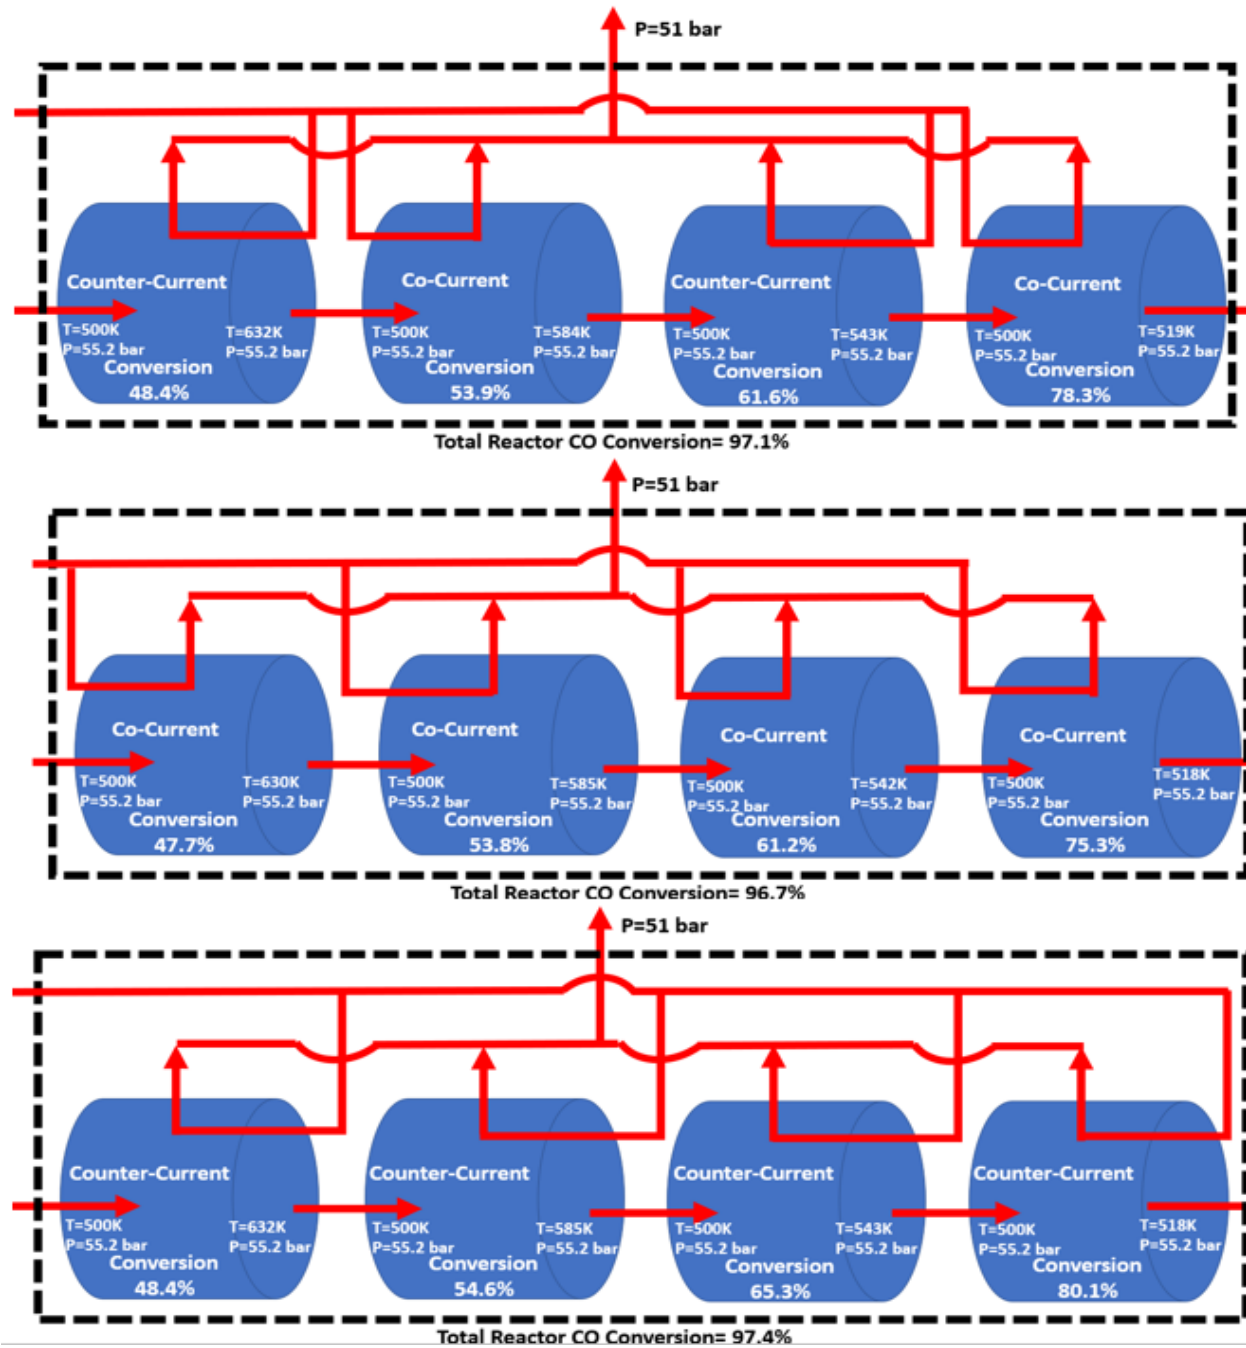 P=51 bar
Counter-Current
Co-Current
Counter-Current
Co-Current
T=500K
P=55.2 bar
T=632K
P=55.2 bar
T=500K
P=55.2 bar
T=584K
P=55.2 bar
T=500K
P=55.2 bar
T=543K
P=55.2 bar
T=500K
P=55.2 bar
T=519K
P=55.2 bar
Conversion
48.4%
Conversion
53.9%
Conversion
61.6%
Conversion
78.3%
Total Reactor CO Conversion= 97.1%
P=51 bar
Co-Current
Co-Current
Co-Current
Co-Current
T=500K
P=55.2 bar
T=630K
P=55.2 bar
T=500K
P=55.2 bar
T=585K
P=55.2 bar
T=500K
P=55.2 bar
T=542K
P=55.2 bar
T=500K
P=55.2 bar
T=518K
P=55.2 bar
Conversion
47.7%
Conversion
53.8%
Conversion
61.2%
Conversion
75.3%
Total Reactor CO Conversion= 96.7%
P=51 bar
Counter-Current
Counter-Current
Counter-Current
Counter-Current
T=500K
P=55.2 bar
T=632K
P=55.2 bar
T=500K
P=55.2 bar
T=585K
P=55.2 bar
T=500K
P=55.2 bar
T=543K
P=55.2 bar
T=500K
P=55.2 bar
T=518K
P=55.2 bar
Conversion
48.4%
Conversion
54.6%
Conversion
65.3%
Conversion
80.1%
Total Reactor CO Conversion= 97.4%